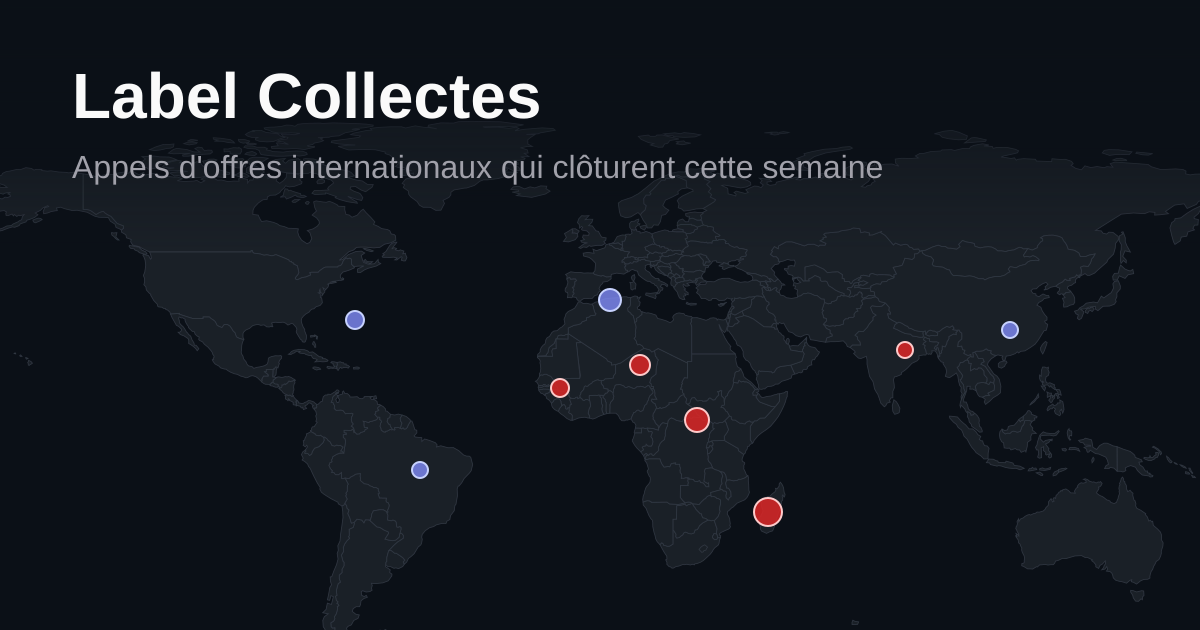 Label Collectes
Appels d'offres internationaux qui clôturent cette semaine